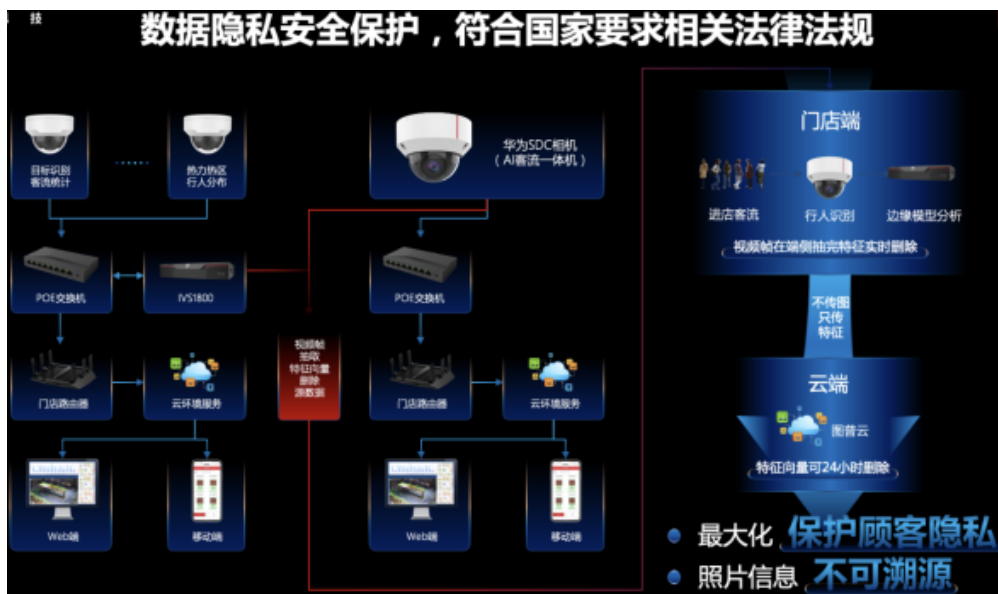 技
数据隐私安全保护，符合国家要求相关法律法规
目标识别
客流统计
热力热区
行人分布
华为SDC相机
（AI客流一体机）
POE交换机
IVS1800
POE交换机
视频帧
抽取
特征向量
删除
源数据
门店路由器
云环境服务
门店路由器
云环境服务
Web端
移动端
Web端
移动端
门店端
进店客流
行人识别
边缘模型分析
视频帧在端侧抽完特征实时删除
不传图
只传
特征
云端
图普云
特征向量可24小时删除
最大化 保护顾客隐私
照片信息 不可溯源